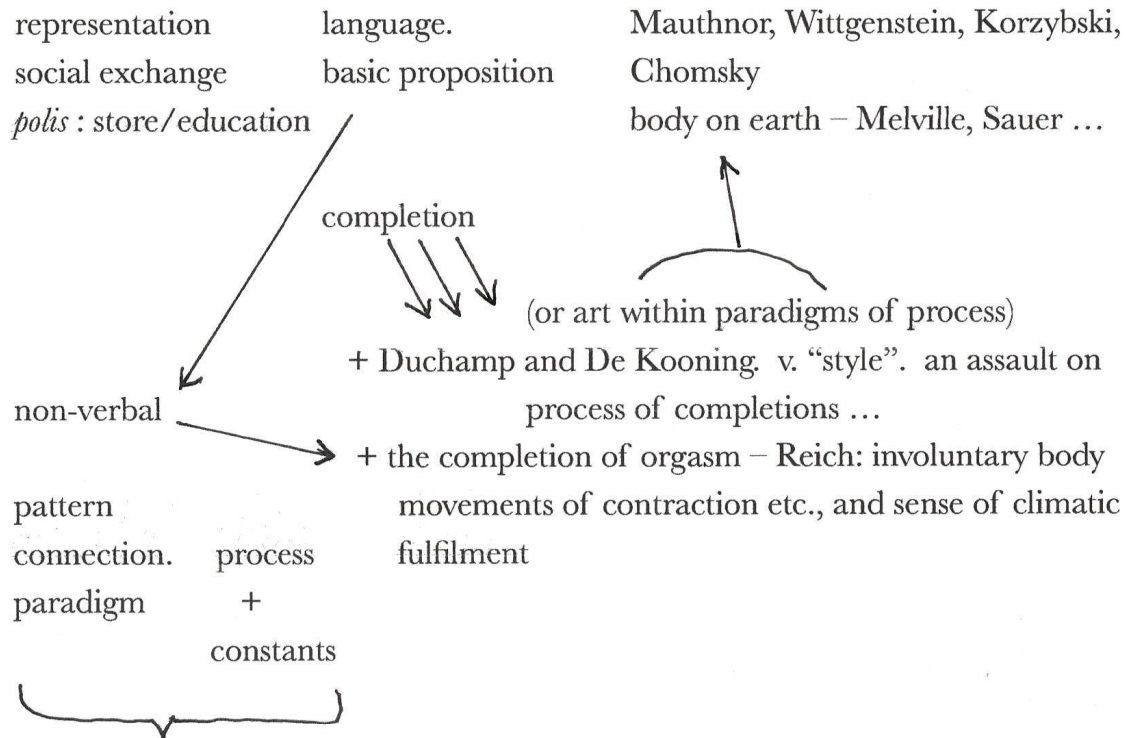 representation language. Mauthnor, Wittgenstein, Korzybski,
social exchange basic proposition Chomsky
polis : store/education body on earth – Melville, Sauer ...
completion
(or art within paradigms of process)
+ Duchamp and De Kooning. v. “style”. an assault on
non-verbal process of completions ...
+ the completion of orgasm – Reich: involuntary body
pattern movements of contraction etc., and sense of climatic
connection. process fulfilment
paradigm +
constants